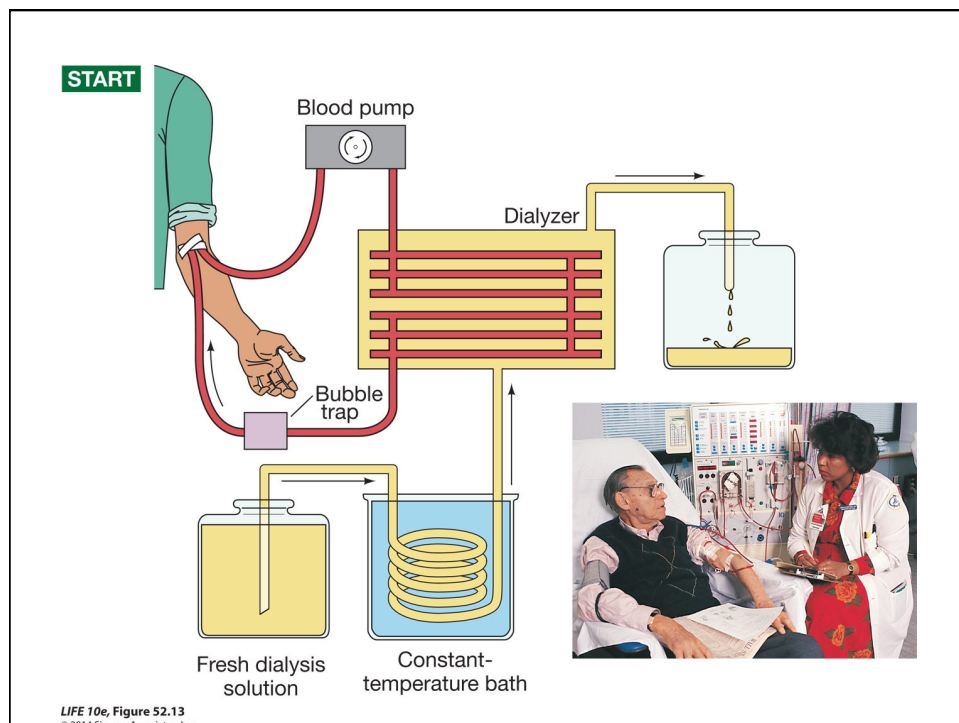 START
Blood pump
Dialyzer
Bubble
trap
Fresh dialysis
solution
Constant-
temperature bath
LIFE 10e, Figure 52.13